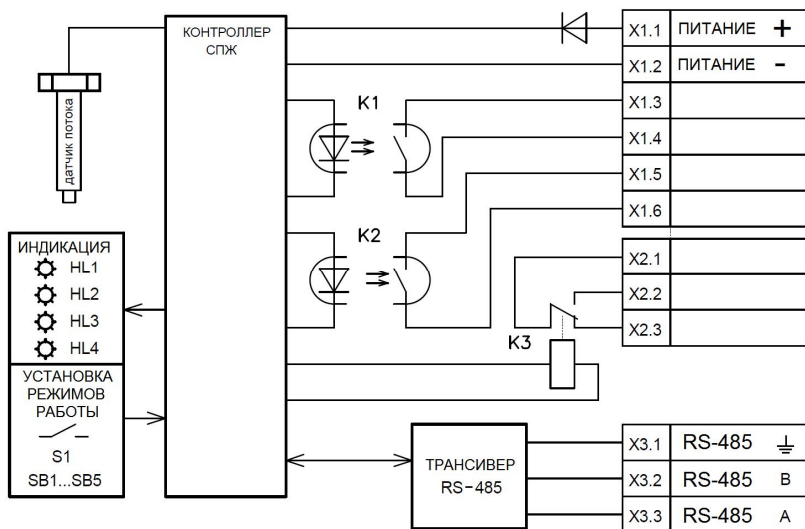 КОНТРОЛЛЕР
СПЖ
датчик потока
ИНДИКАЦИЯ
HL1
HL2
HL3
HL4
УСТАНОВКА
РЕЖИМОВ
РАБОТЫ
S1
SB1...SB5
K1
K2
K3
ТРАНСИВЕР
RS-485
X1.1 ПИТАНИЕ +
X1.2 ПИТАНИЕ -
X1.3
X1.4
X1.5
X1.6
X2.1
X2.2
X2.3
X3.1 RS-485
X3.2 RS-485 B
X3.3 RS-485 A